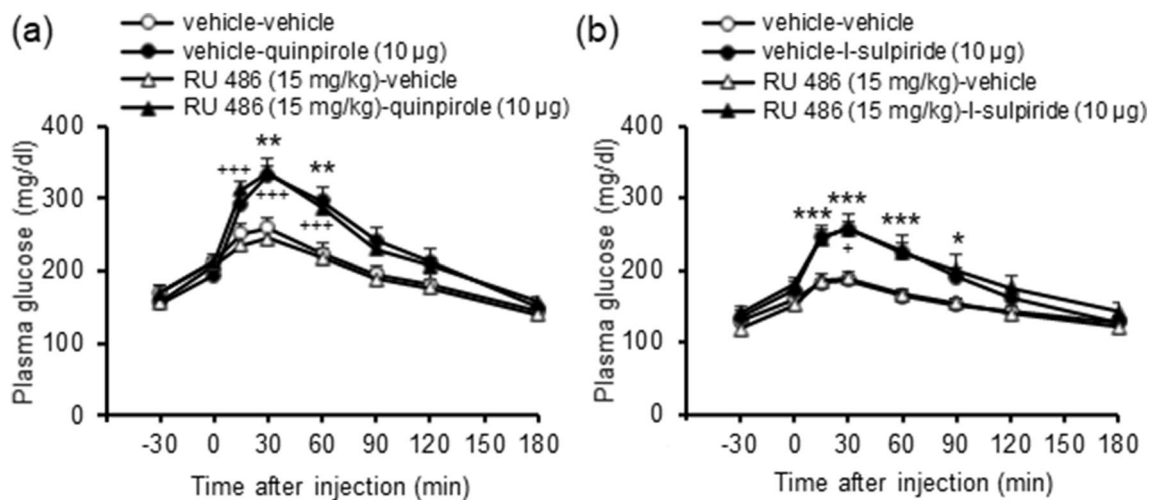 (a)
vehicle-vehicle
vehicle-quinpirole (10 µg)
RU 486 (15 mg/kg)-vehicle
RU 486 (15 mg/kg)-quinpirole (10 µg)
400
300
200
100
0
Plasma glucose (mg/dl)
+++
**
**
+++
+++
-30 0 30 60 90 120 180
Time after injection (min)
(b)
vehicle-vehicle
vehicle-l-sulpiride (10 µg)
RU 486 (15 mg/kg)-vehicle
RU 486 (15 mg/kg)-l-sulpiride (10 µg)
400
300
200
100
0
Plasma glucose (mg/dl)
***
***
***
*
+
-30 0 30 60 90 120 180
Time after injection (min)